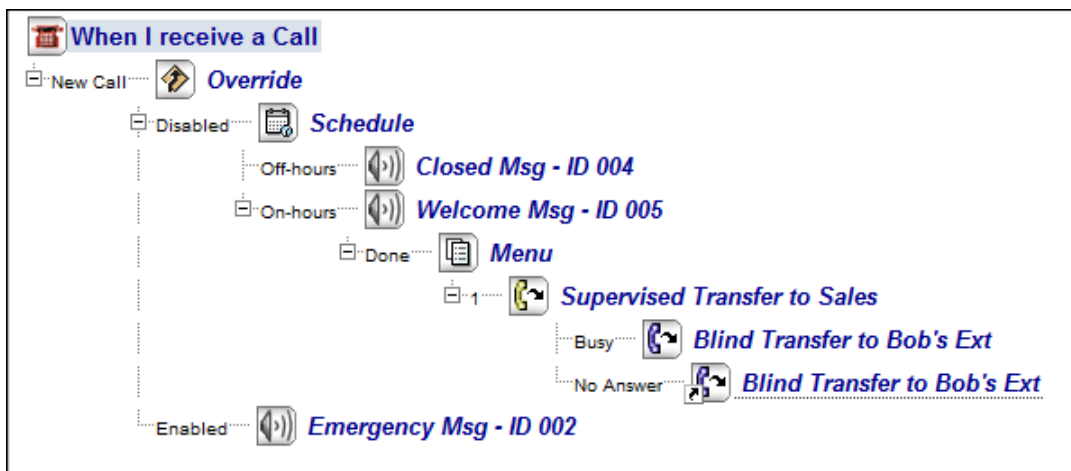 When I receive a Call
New Call Override
Disabled Schedule
Off-hours Closed Msg - ID 004
On-hours Welcome Msg - ID 005
Done Menu
1 Supervised Transfer to Sales
Busy Blind Transfer to Bob's Ext
No Answer Blind Transfer to Bob's Ext
Enabled Emergency Msg - ID 002